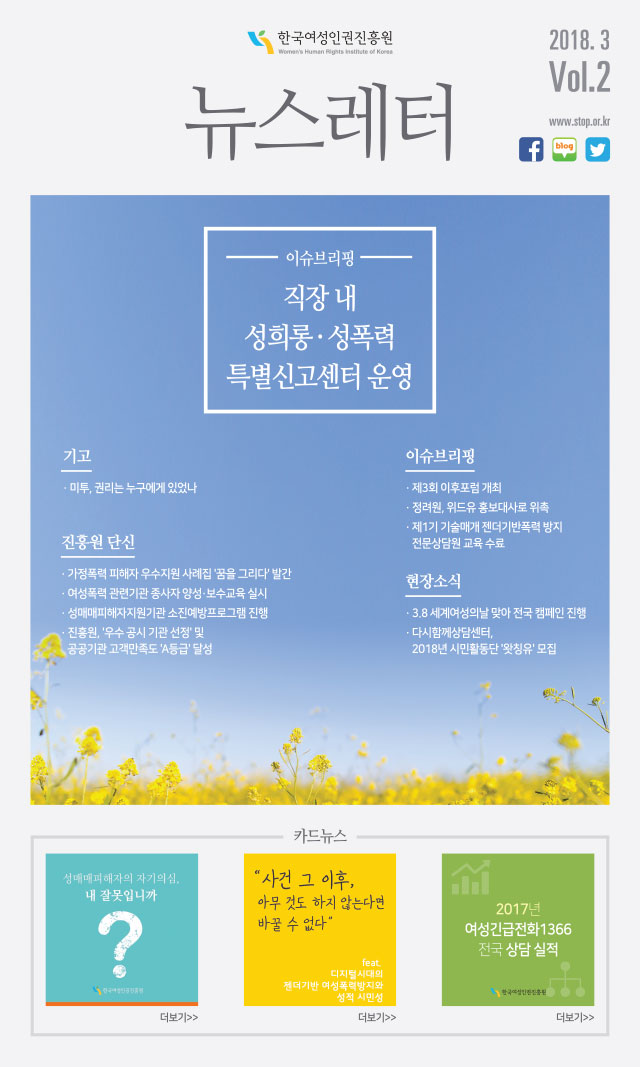 한국여성인권진흥원
Women's Human Rights Institute of Korea
2018. 3
Vol.2
뉴스레터
www.stop.or.kr
blog
이슈브리핑
직장 내
성희롱·성폭력
특별신고센터 운영
기고
· 미투, 권리는 누구에게 있었나
진흥원 단신
· 가정폭력 피해자 우수지원 사례집 '꿈을 그리다' 발간
· 여성폭력 관련기관 종사자 양성·보수교육 실시
· 성매매피해자지원기관 소진예방프로그램 진행
· 진흥원, '우수 공시 기관 선정' 및
공공기관 고객만족도 'A등급' 달성
이슈브리핑
· 제3회 이후포럼 개최
· 정려원, 위드유 홍보대사로 위촉
· 제1기 기술매개 젠더기반폭력 방지
전문상담원 교육 수료
현장소식
· 3.8 세계여성의날 맞아 전국 캠페인 진행
· 다시함께상담센터,
2018년 시민활동단 '왓칭유' 모집
카드뉴스
성매매피해자의 자기의심,
내 잘못입니까
?
한국여성인권진흥원
더보기>>
“사건 그 이후,
아무 것도 하지 않는다면
바꿀 수 없다”
feat.
디지털시대의
젠더기반 여성폭력방지와
성적 시민성
더보기>>
2017년
여성긴급전화1366
전국 상담 실적
한국여성인권진흥원
더보기>>